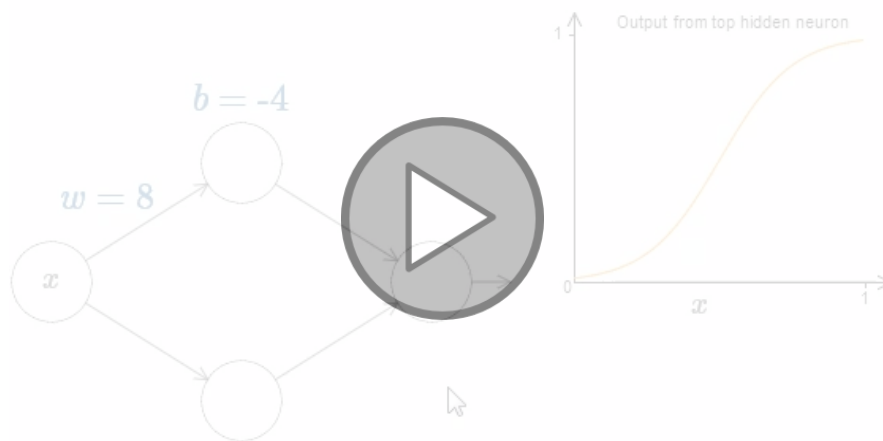 b = -4
w = 8
x
Output from top hidden neuron
1
0
1
x